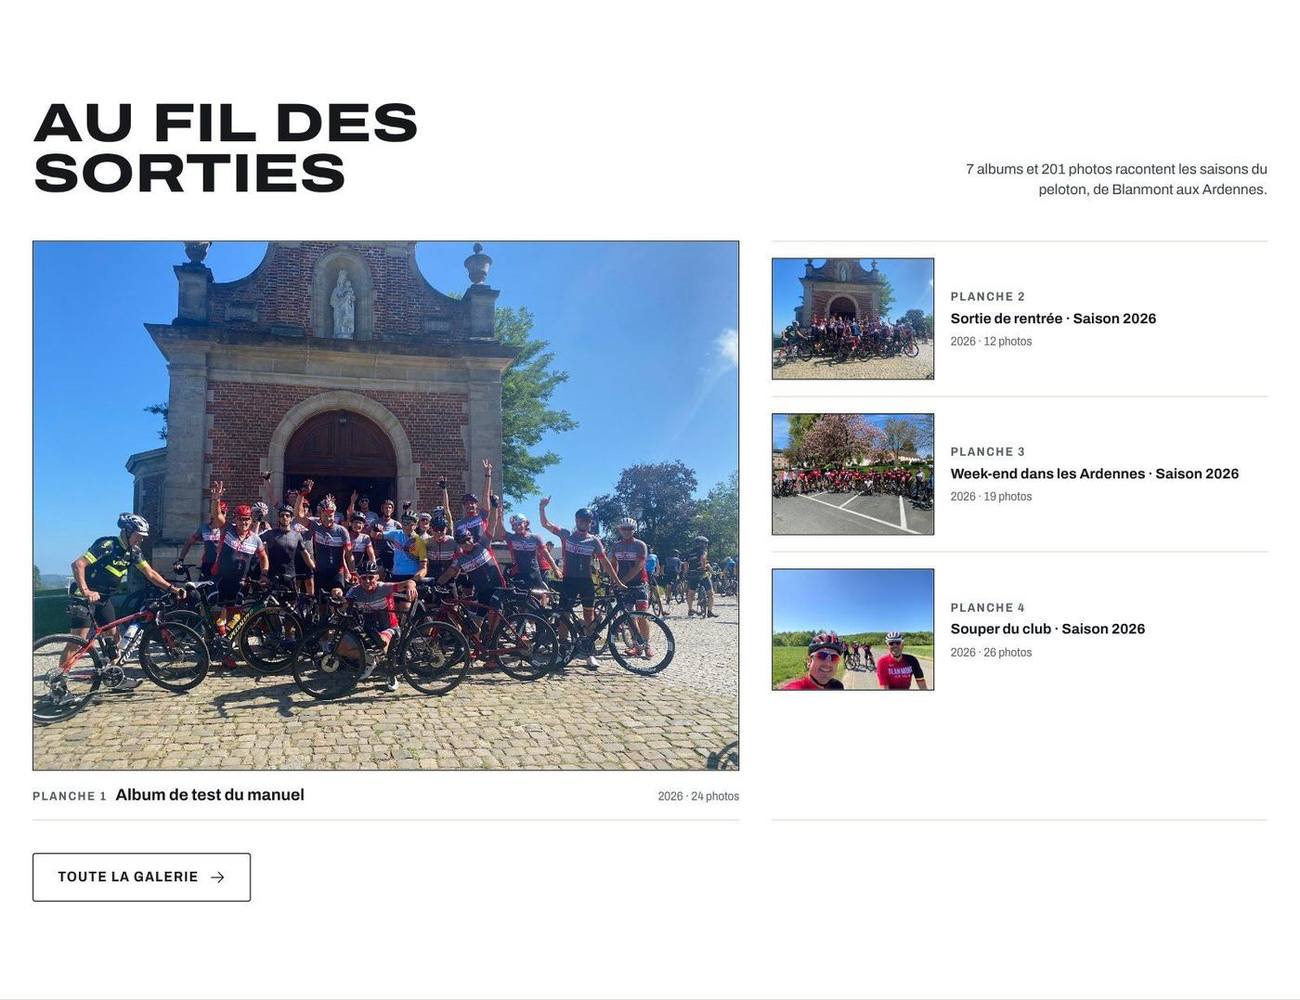 AU FIL DES
SORTIES
7 albums et 201 photos racontent les saisons du
peloton, de Blanmont aux Ardennes.
PLANCHE 1 Album de test du manuel
2026 · 24 photos
PLANCHE 2
Sortie de rentrée · Saison 2026
2026 · 12 photos
PLANCHE 3
Week-end dans les Ardennes · Saison 2026
2026 · 19 photos
PLANCHE 4
Souper du club · Saison 2026
2026 · 26 photos
TOUTE LA GALERIE →